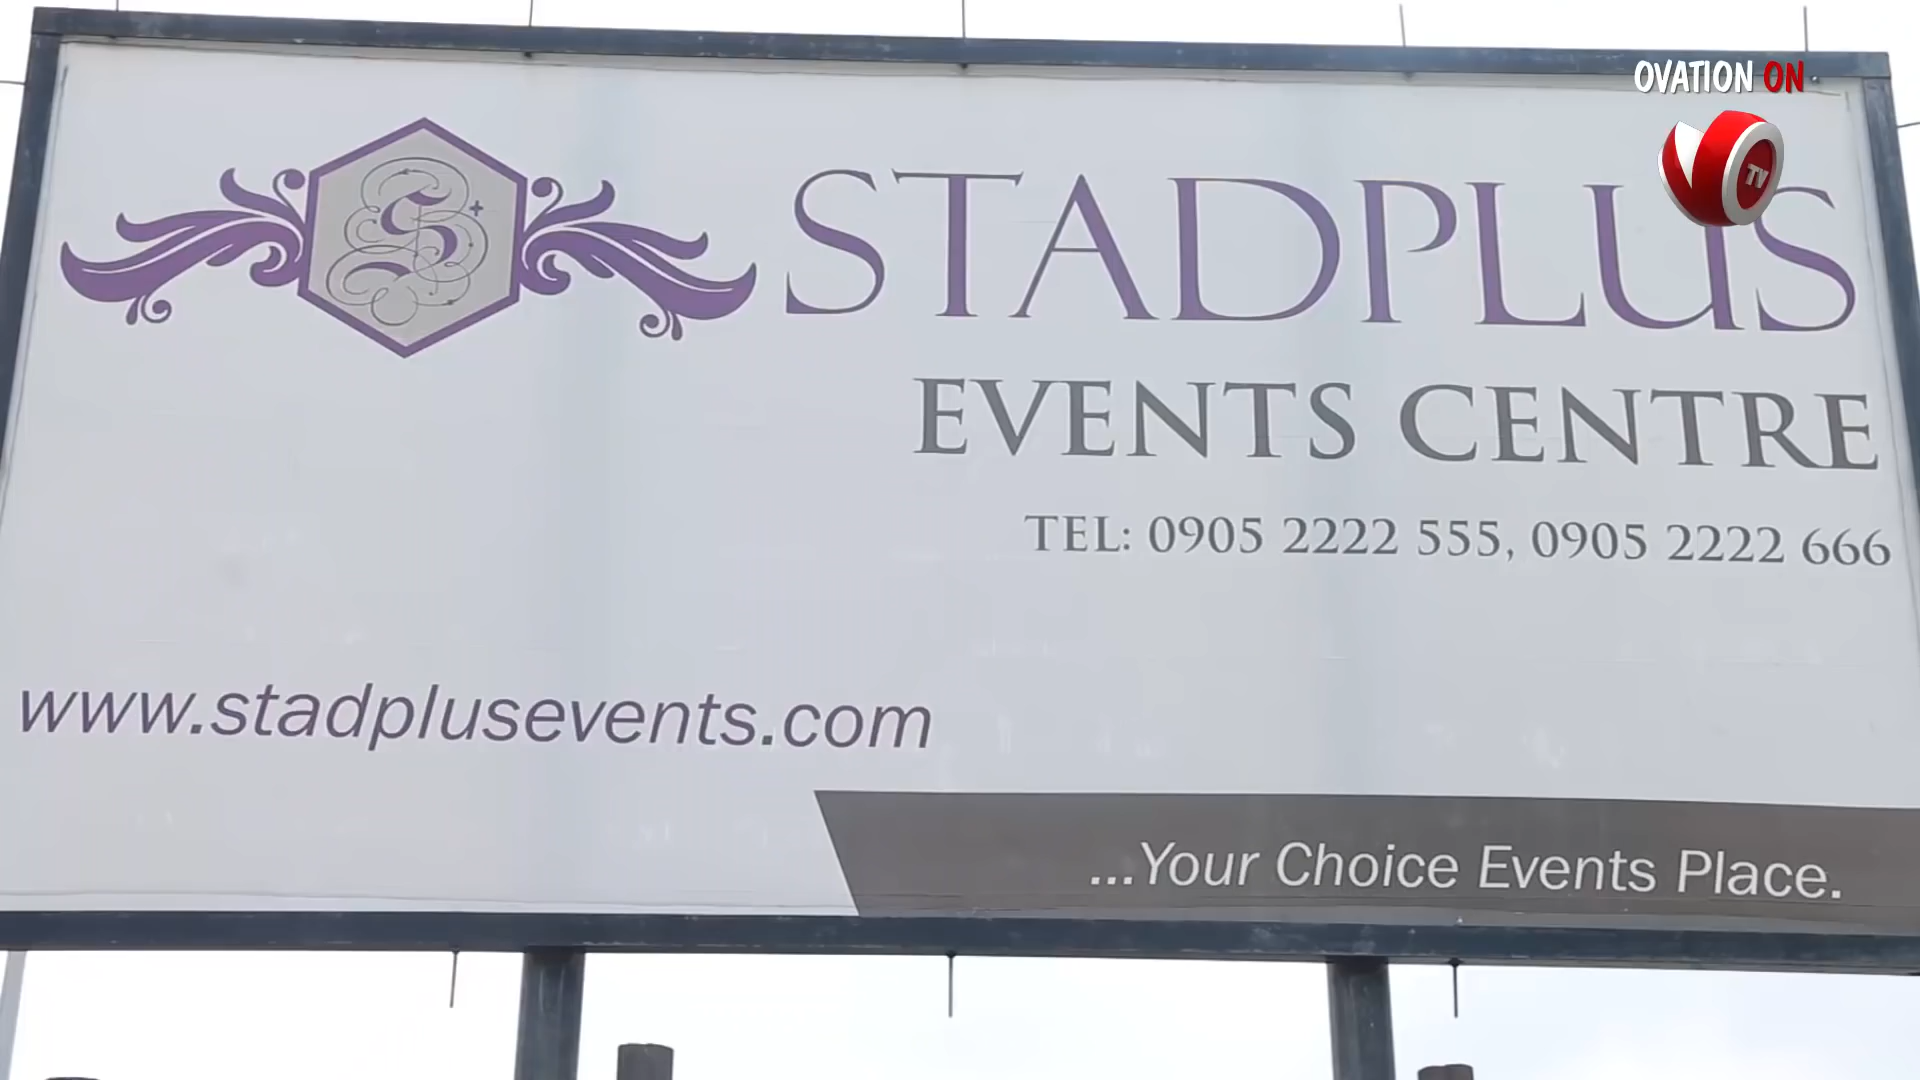 OVATION ON
TV
STADPLUS
EVENTS CENTRE
TEL: 0905 2222 555, 0905 2222 666
www.stadplusevents.com
...Your Choice Events Place.